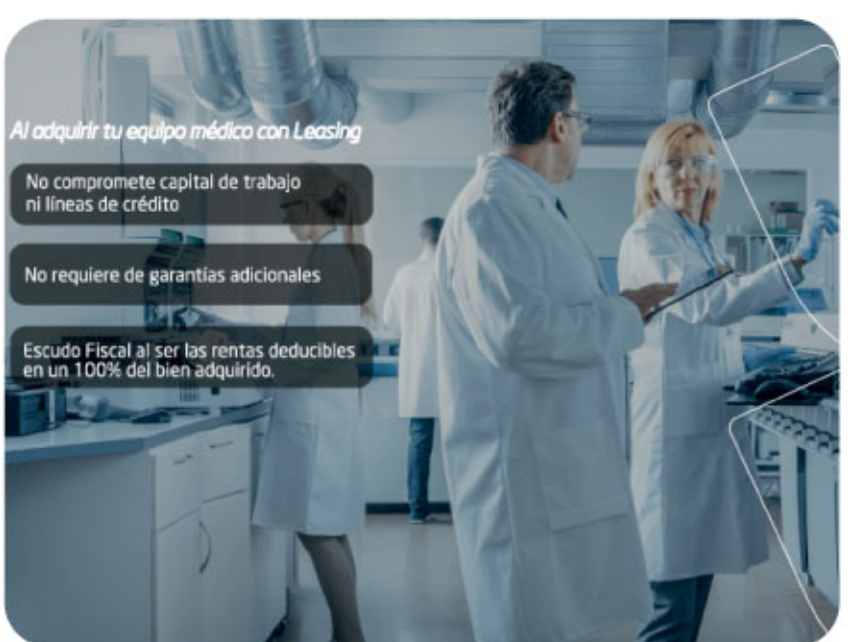 Al adquirir tu equipo médico con Leasing
No compromete capital de trabajo
ni líneas de crédito
No requiere de garantías adicionales
Escudo Fiscal al ser las rentas deducibles
en un 100% del bien adquirido.